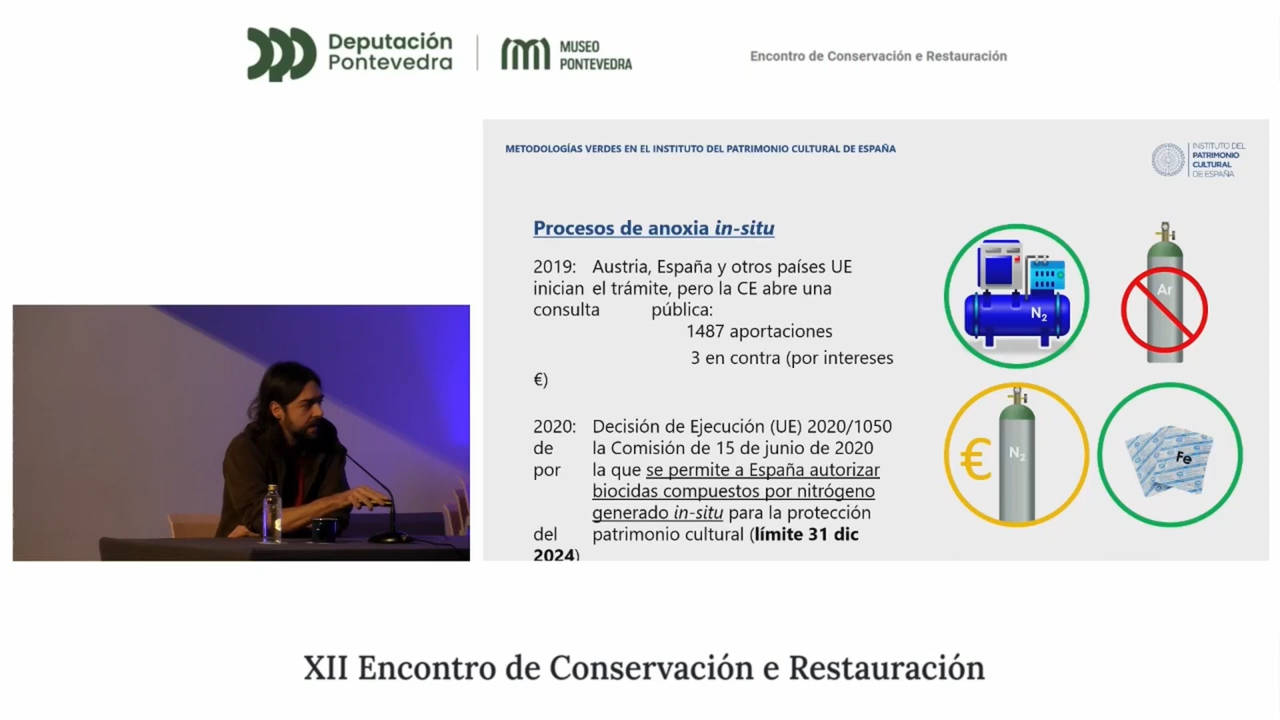 Deputación
Pontevedra
MUSEO
PONTEVEDRA
Encontro de Conservación e Restauración
METODOLOGÍAS VERDES EN EL INSTITUTO DEL PATRIMONIO CULTURAL DE ESPAÑA
INSTITUTO DEL
PATRIMONIO
CULTURAL
DE ESPAÑA
Procesos de anoxia in-situ
2019: Austria, España y otros países UE
inician el trámite, pero la CE abre una
consulta pública:
1487 aportaciones
3 en contra (por intereses
€)
2020: Decisión de Ejecución (UE) 2020/1050
de la Comisión de 15 de junio de 2020
por la que se permite a España autorizar
biocidas compuestos por nitrógeno
generado in-situ para la protección
del patrimonio cultural (límite 31 dic
2024)
N₂
Ar
€
N₂
Fe
XII Encontro de Conservación e Restauración